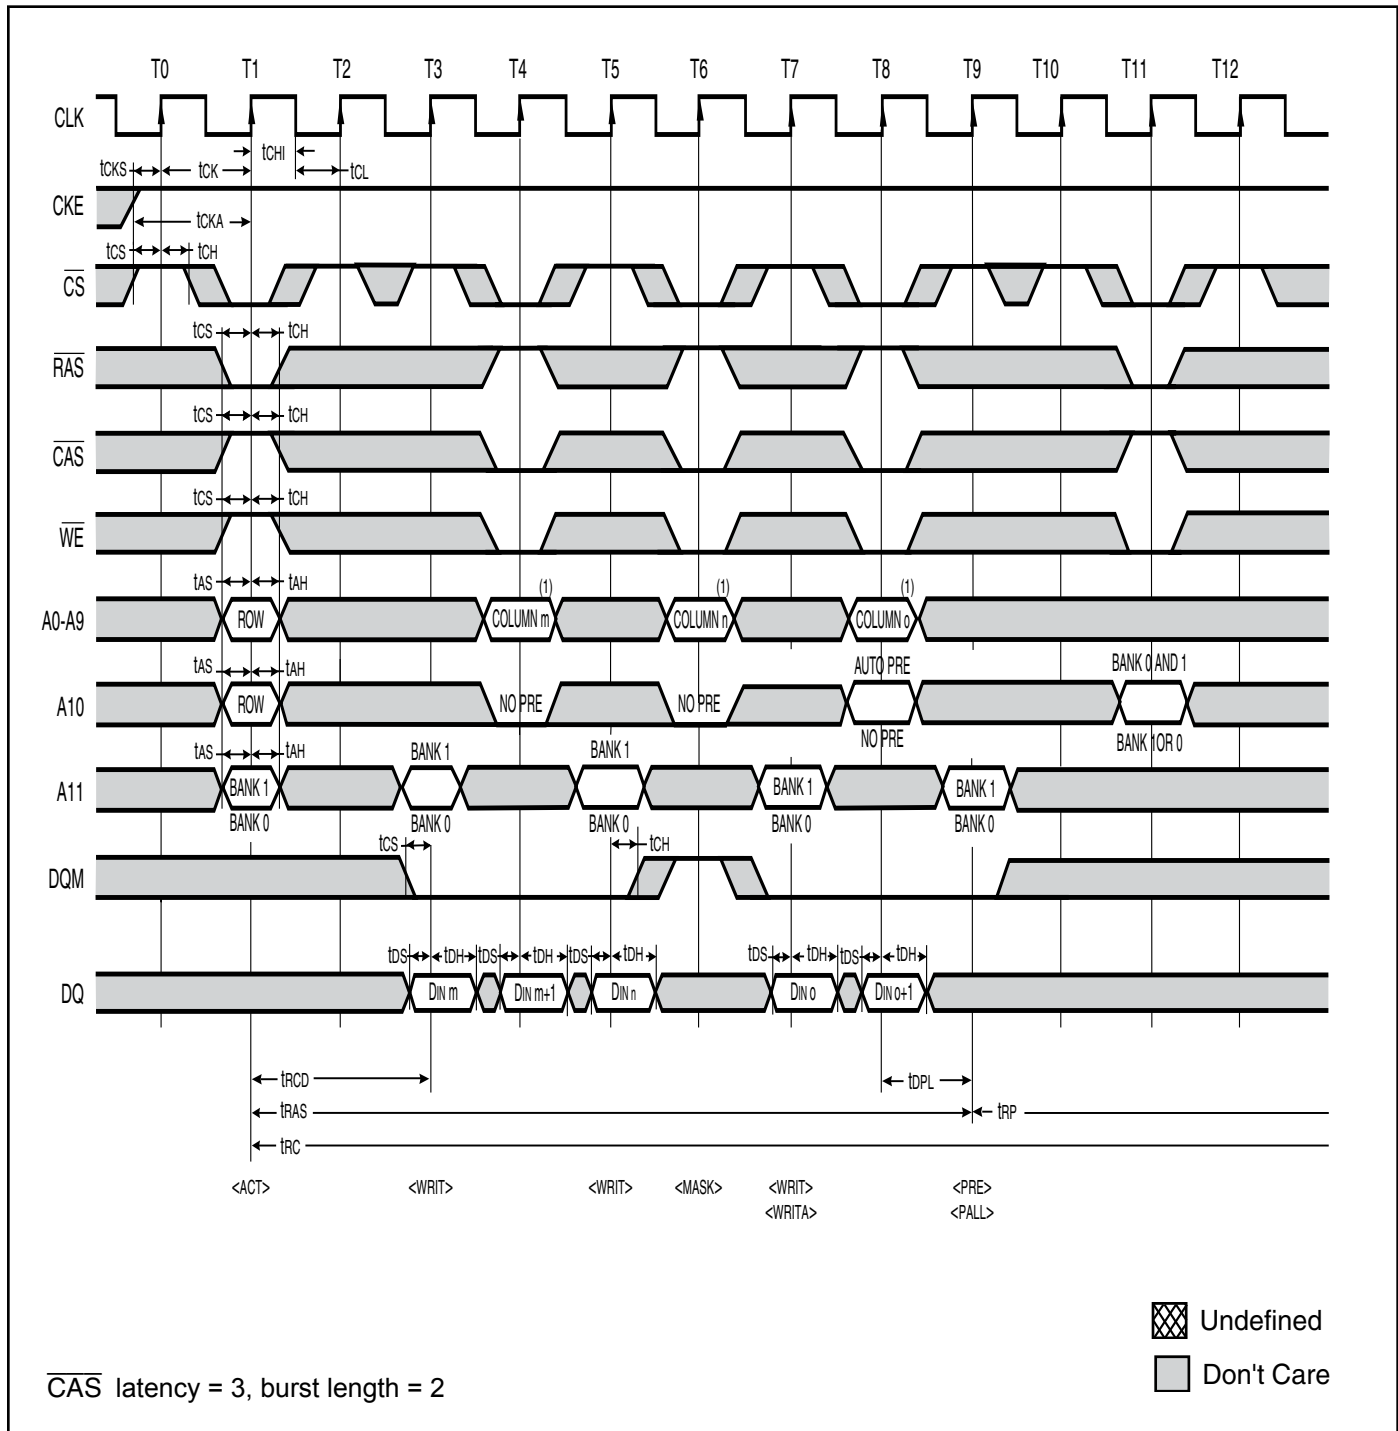 T0 T1 T2 T3 T4 T5 T6 T7 T8 T9 T10 T11 T12
CLK
tCHI
tCKS tCK tCL
CKE
tCKA
tCS tCH
CS
tCS tCH
RAS
tCS tCH
CAS
tCS tCH
WE
tAS tAH (1) (1) (1)
A0-A9 ROW COLUMN m COLUMN n COLUMN o
tAS tAH AUTO PRE BANK 0 AND 1
A10 ROW NO PRE NO PRE
NO PRE BANK 1OR 0
tAS tAH BANK 1 BANK 1
A11 BANK 1 BANK 1 BANK 1
BANK 0 BANK 0 BANK 0 BANK 0 BANK 0
tCS tCH
DQM
tDS tDH tDS tDH tDS tDH tDS tDH tDS tDH
DQ DIN m DIN m+1 DIN n DIN o DIN o+1
tRCD tDPL
tRAS tRP
tRC
<ACT> <WRIT> <WRIT> <MASK> <WRIT> <PRE>
<WRITA> <PALL>
Undefined
Don't Care
CAS latency = 3, burst length = 2